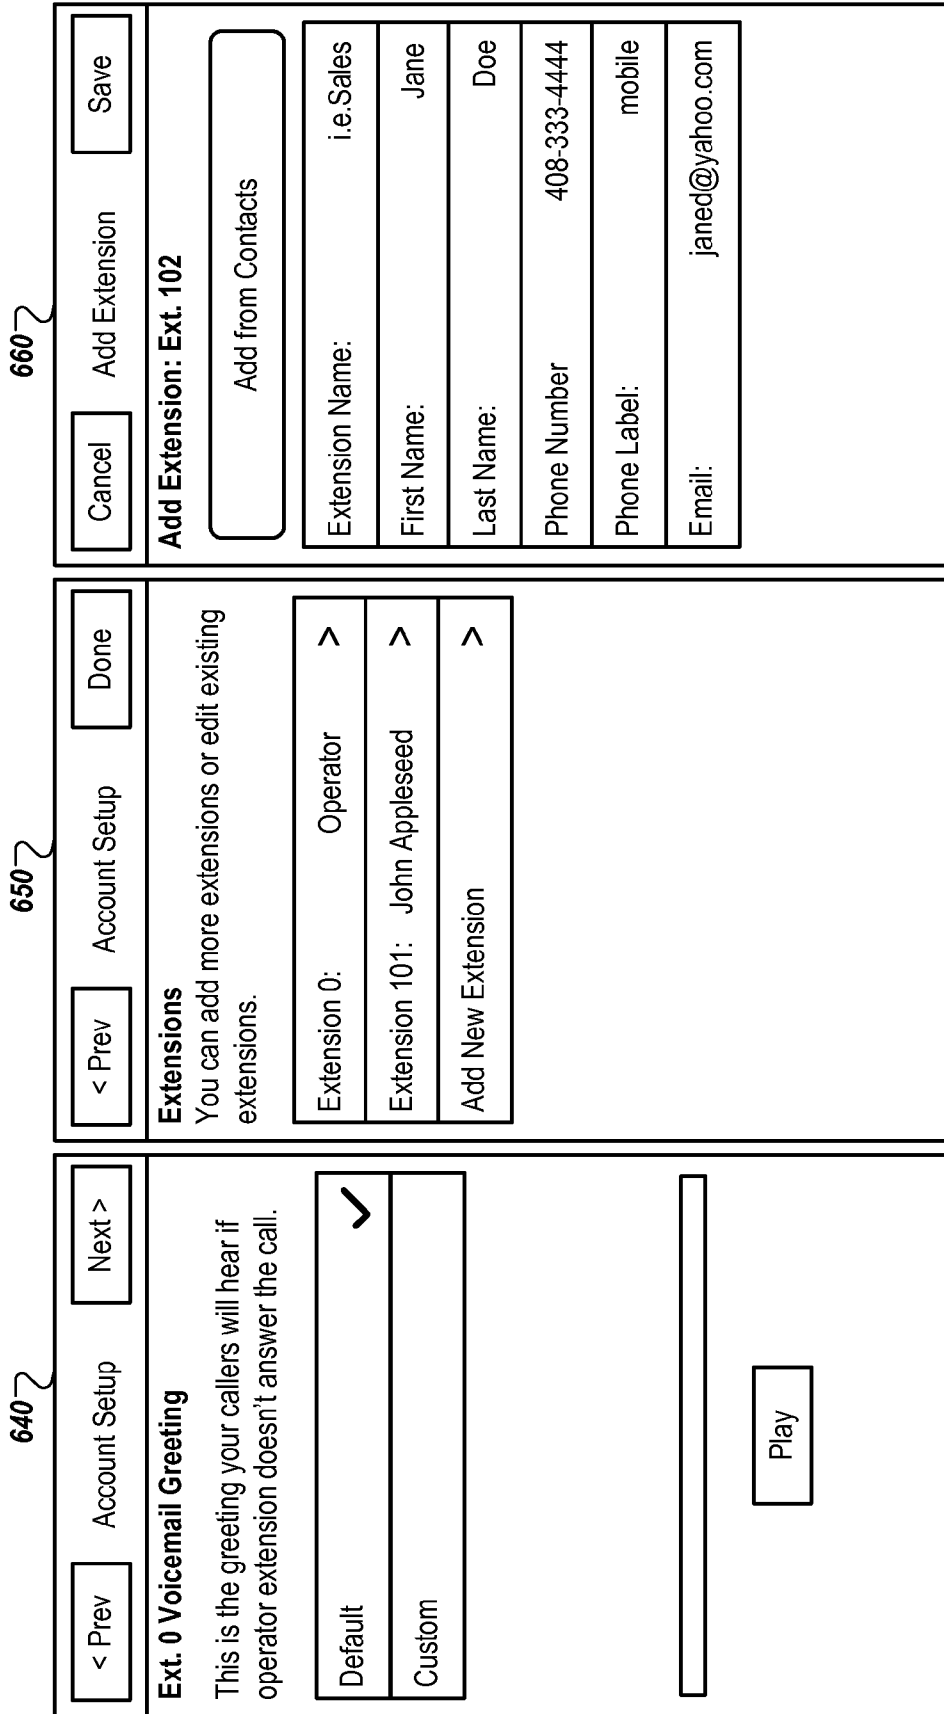 640
< Prev
Account Setup
Next >
Ext. 0 Voicemail Greeting
This is the greeting your callers will hear if
operator extension doesn't answer the call.
Default
Custom
Play
650
< Prev
Account Setup
Done
Extensions
You can add more extensions or edit existing
extensions.
Extension 0: Operator >
Extension 101: John Appleseed >
Add New Extension >
660
Cancel
Add Extension
Save
Add Extension: Ext. 102
Add from Contacts
Extension Name: i.e.Sales
First Name: Jane
Last Name: Doe
Phone Number 408-333-4444
Phone Label: mobile
Email: janed@yahoo.com